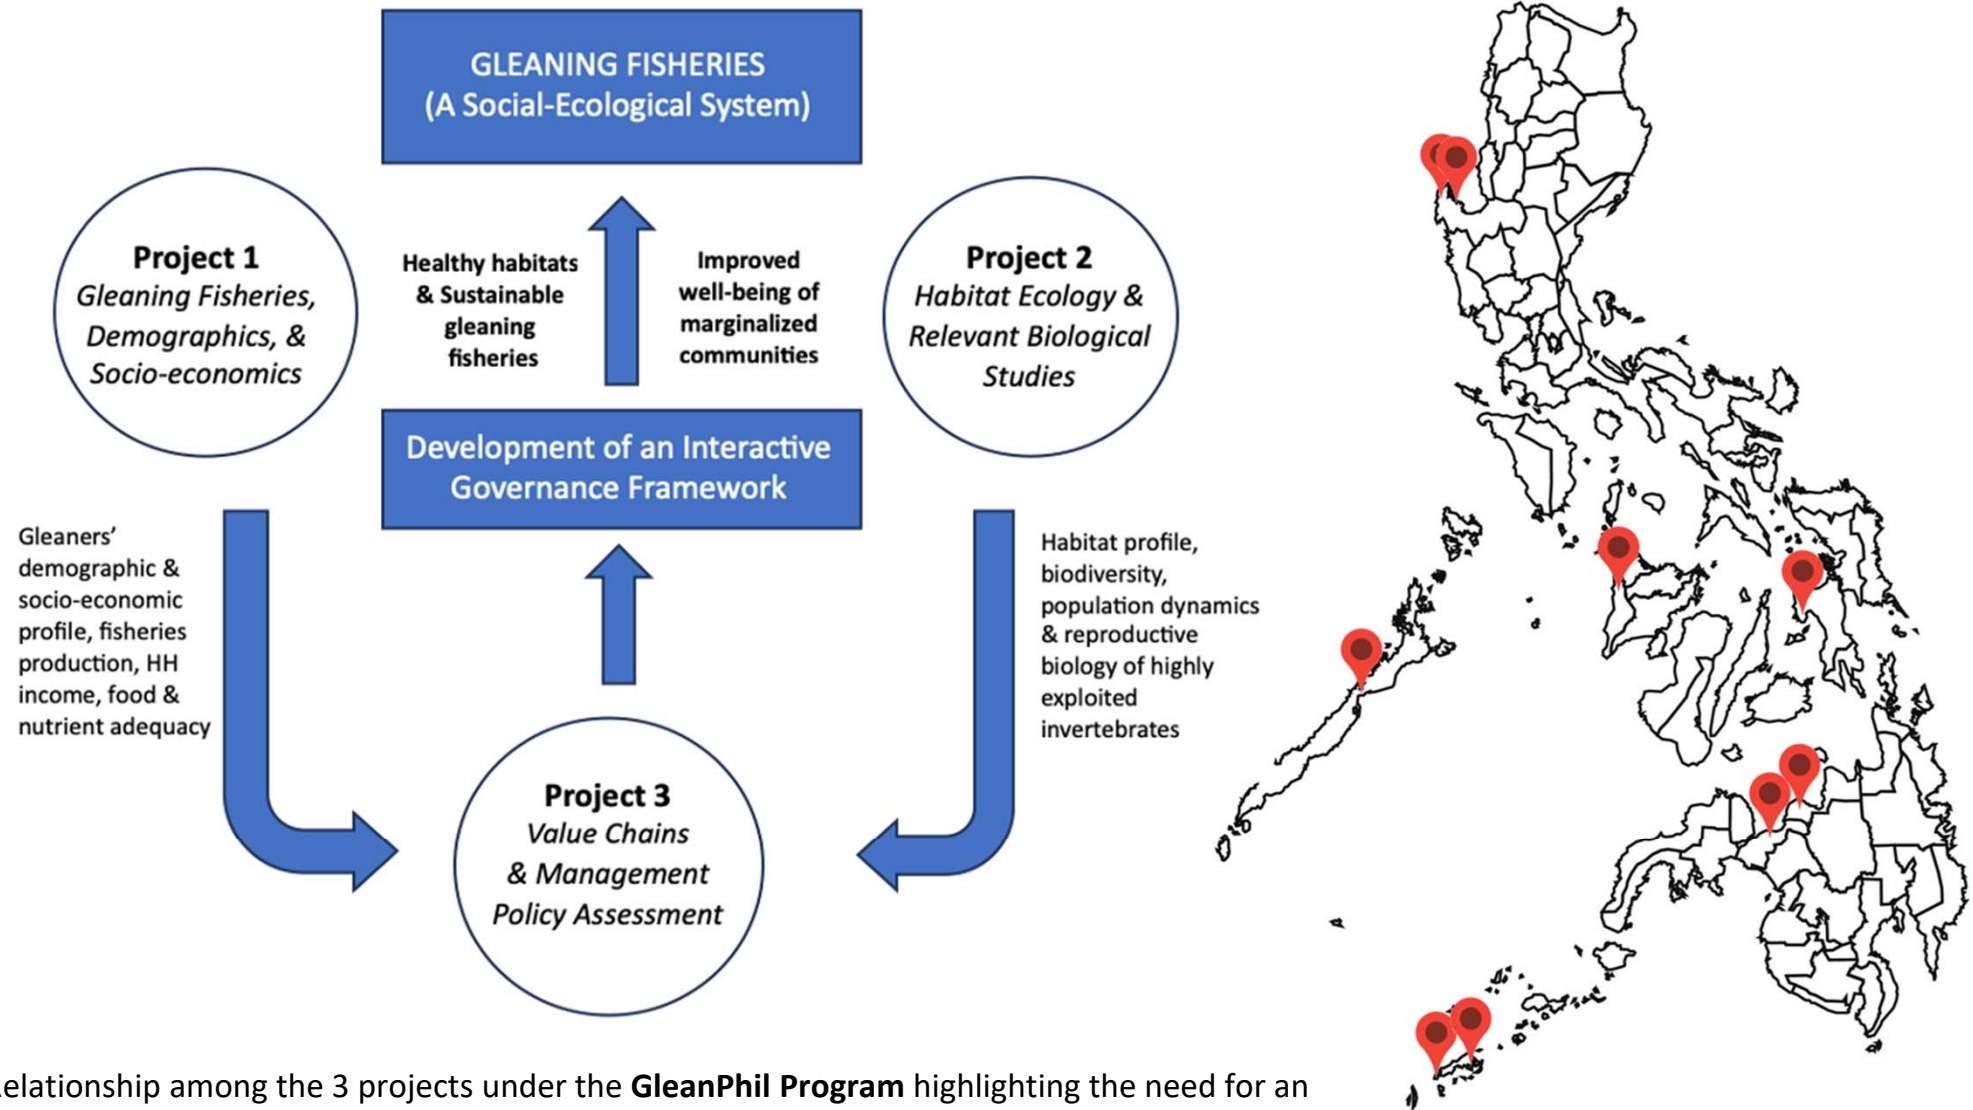 GLEANING FISHERIES
(A Social-Ecological System)
Project 1
Gleaning Fisheries,
Demographics, &
Socio-economics
Healthy habitats
& Sustainable
gleaning
fisheries
Improved
well-being of
marginalized
communities
Project 2
Habitat Ecology &
Relevant Biological
Studies
Development of an Interactive
Governance Framework
Gleaners’
demographic &
socio-economic
profile, fisheries
production, HH
income, food &
nutrient adequacy
Habitat profile,
biodiversity,
population dynamics
& reproductive
biology of highly
exploited
invertebrates
Project 3
Value Chains
& Management
Policy Assessment
elationship among the 3 projects under the GleanPhil Program highlighting the need for an